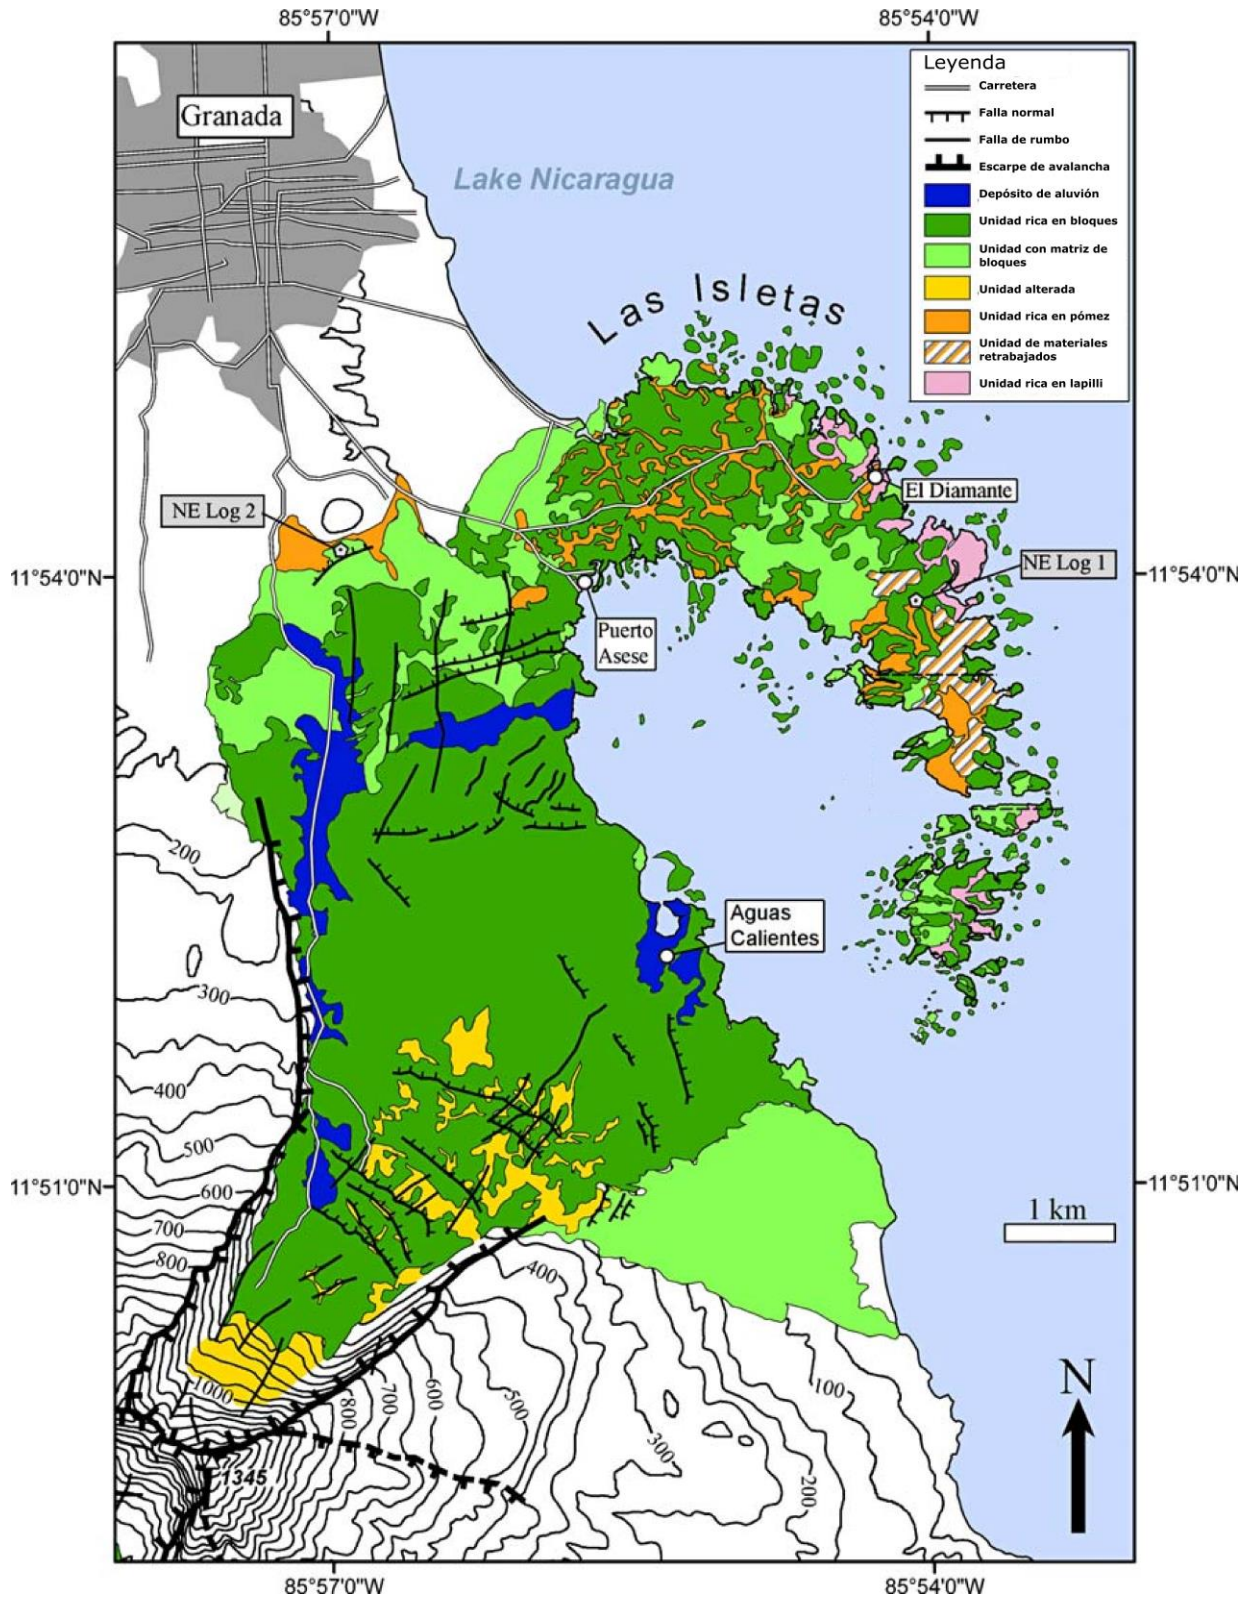 85°57'0"W
85°54'0"W
Leyenda
Carretera
Falla normal
Falla de rumbo
Escarpe de avalancha
Depósito de aluvión
Unidad rica en bloques
Unidad con matriz de
bloques
Unidad alterada
Unidad rica en pómez
Unidad de materiales
retrabajados
Unidad rica en lapilli
Granada
Lake Nicaragua
Las Isletas
El Diamante
NE Log 2
NE Log 1
11°54'0"N
11°54'0"N
Puerto
Asese
200
Aguas
Calientes
300
400
500
600
700
800
1000
11°51'0"N
11°51'0"N
1 km
400
500
600
700
800
300
200
100
N
1345
85°57'0"W
85°54'0"W